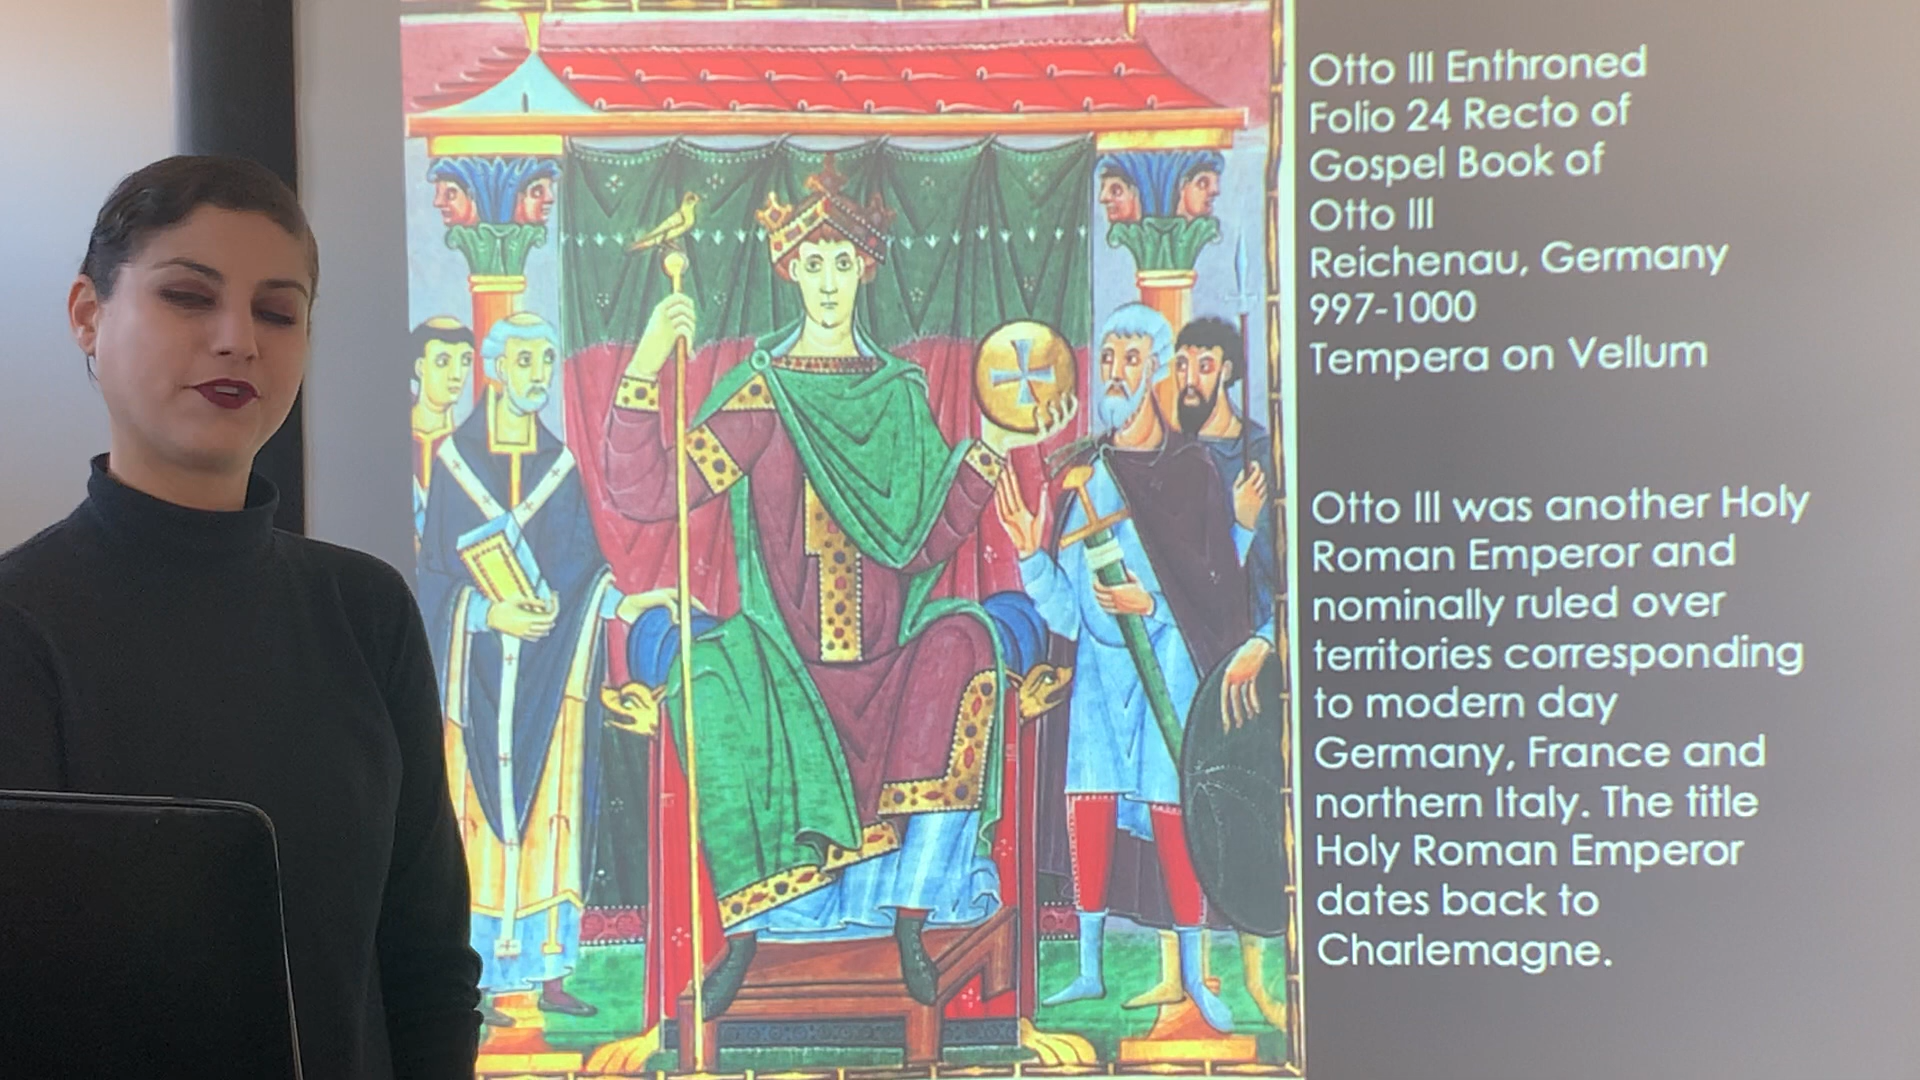 Otto III Enthroned
Folio 24 Recto of
Gospel Book of
Otto III
Reichenau, Germany
997-1000
Tempera on Vellum
Otto III was another Holy
Roman Emperor and
nominally ruled over
territories corresponding
to modern day
Germany, France and
northern Italy. The title
Holy Roman Emperor
dates back to
Charlemagne.